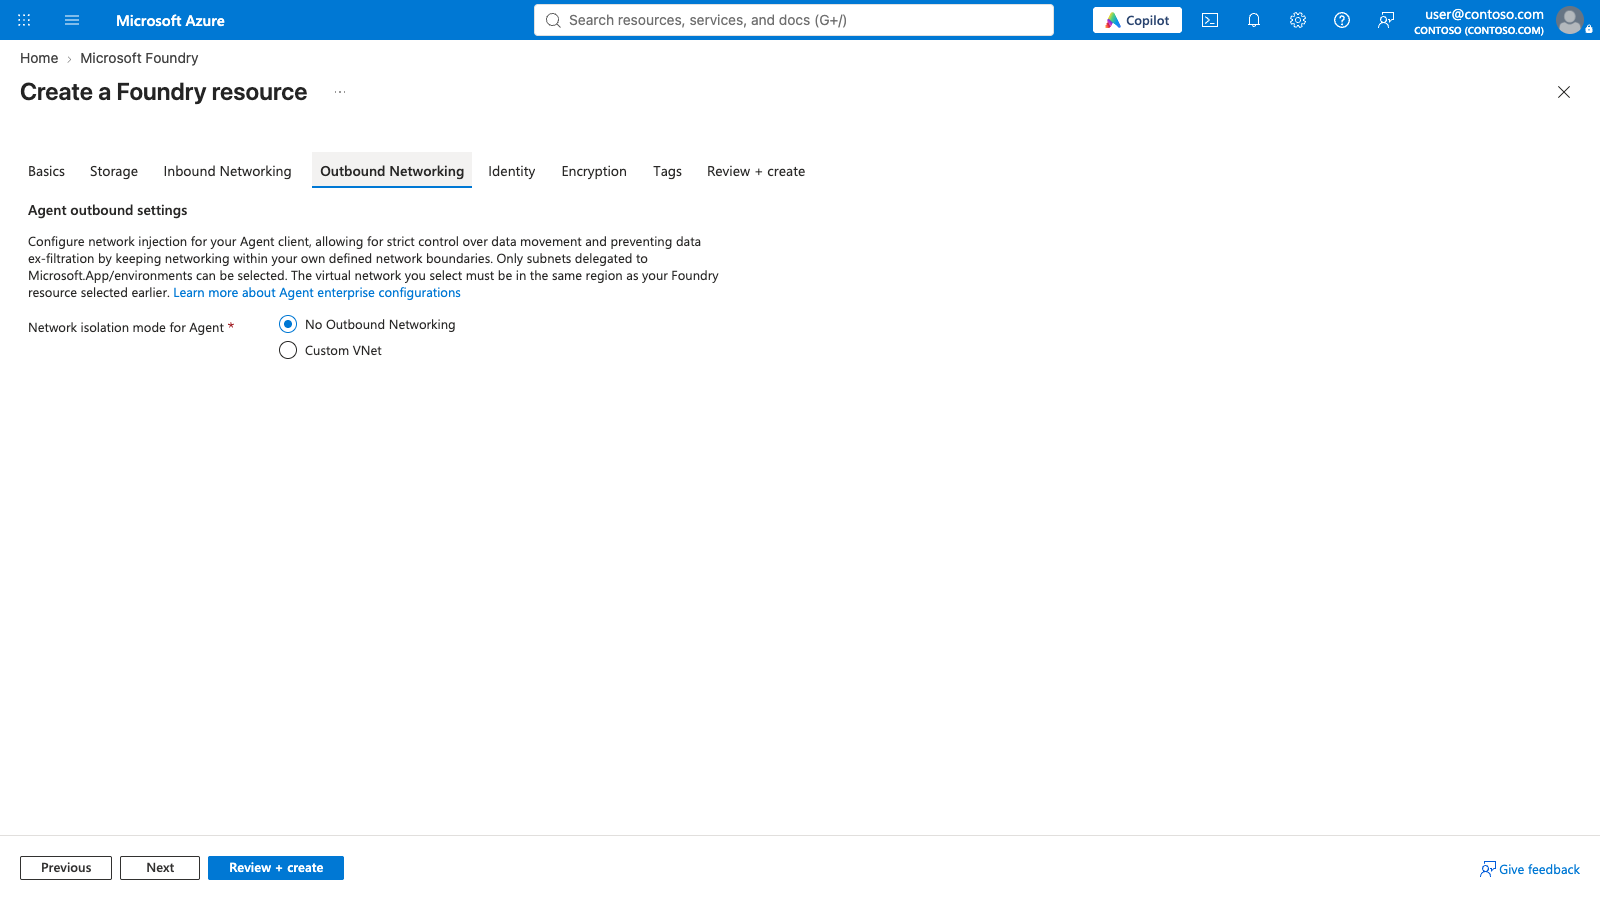 Microsoft Azure
Search resources, services, and docs (G+/)
Copilot
user@contoso.com
CONTOSO (CONTOSO.COM)
Home > Microsoft Foundry
Create a Foundry resource ...
Basics Storage Inbound Networking Outbound Networking Identity Encryption Tags Review + create
Agent outbound settings
Configure network injection for your Agent client, allowing for strict control over data movement and preventing data
ex-filtration by keeping networking within your own defined network boundaries. Only subnets delegated to
Microsoft.App/environments can be selected. The virtual network you select must be in the same region as your Foundry
resource selected earlier. Learn more about Agent enterprise configurations
Network isolation mode for Agent *
No Outbound Networking
Custom VNet
Previous Next Review + create
Give feedback